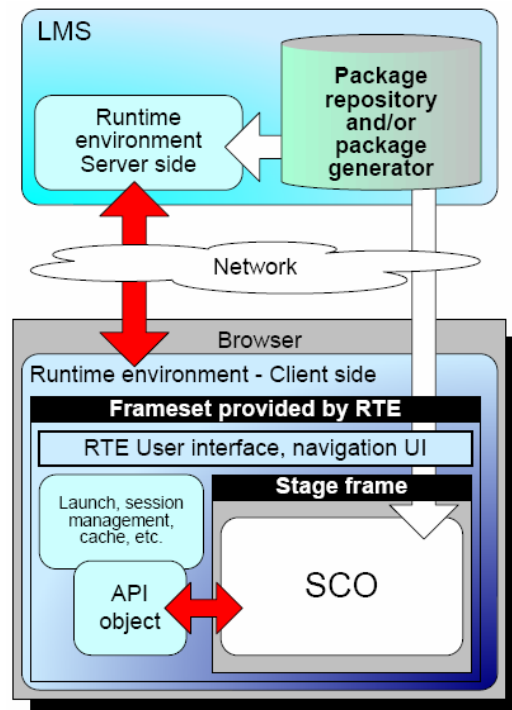 LMS
Package
repository
and/or
package
generator
Runtime
environment
Server side
Network
Browser
Runtime environment - Client side
Frameset provided by RTE
RTE User interface, navigation UI
Stage frame
Launch, session
management,
cache, etc.
SCO
API
object